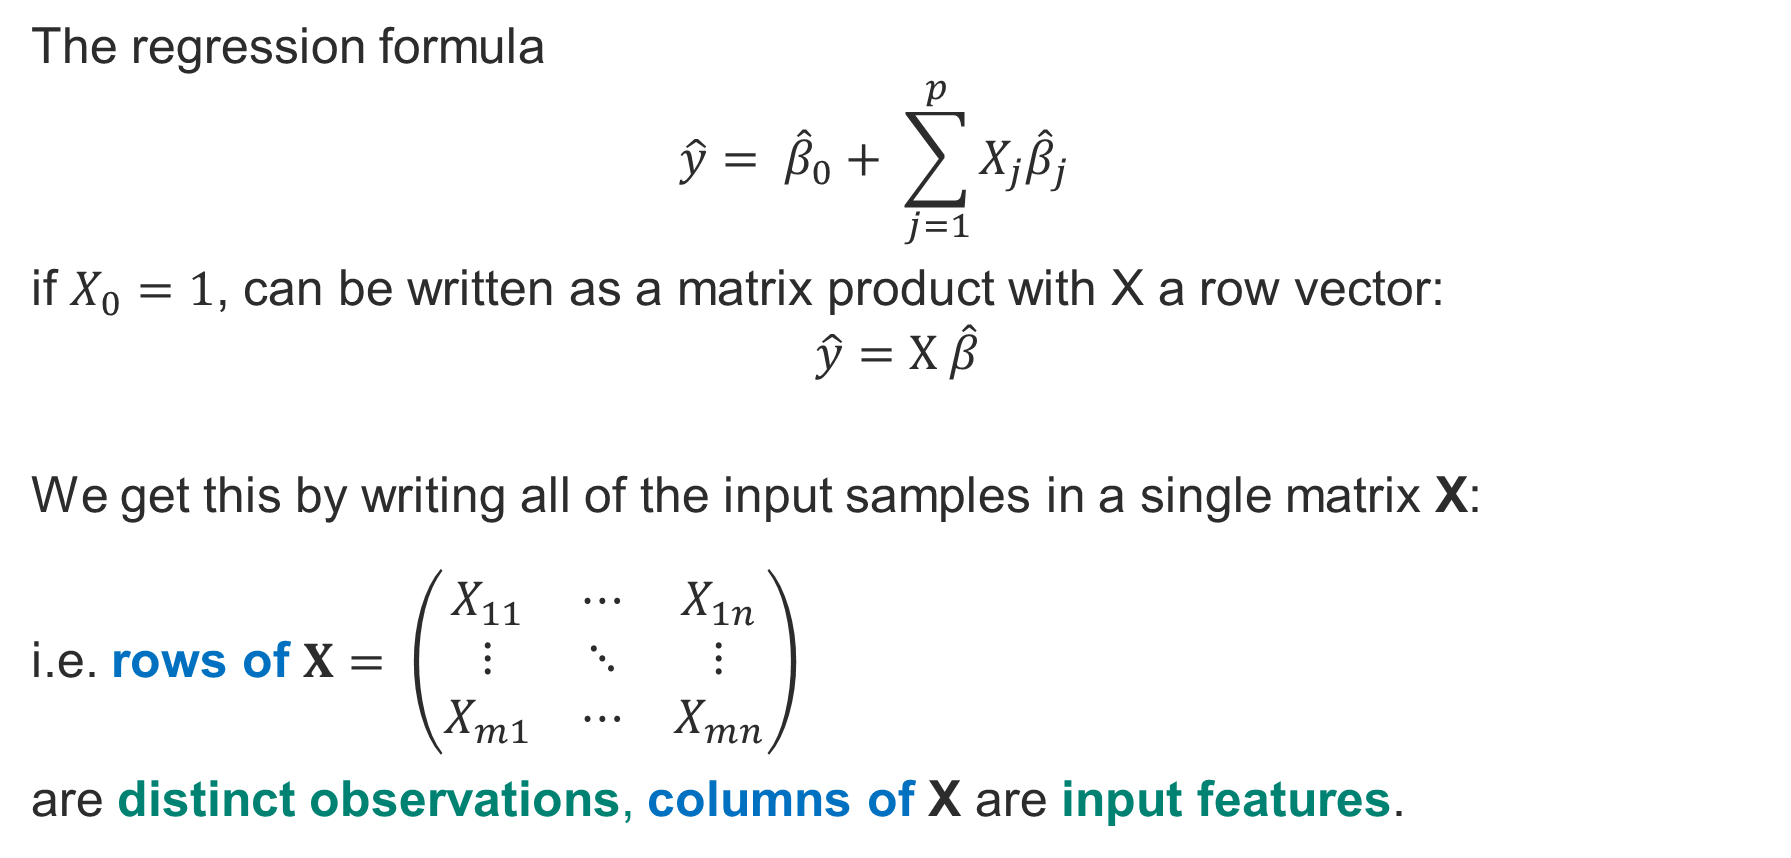 The regression formula
ŷ = β̂₀ + ∑_{j=1}^{p} X_j β̂_j
if X₀ = 1, can be written as a matrix product with X a row vector:
ŷ = X β̂
We get this by writing all of the input samples in a single matrix X:
i.e. rows of X = ( X₁₁ ⋯ X₁ₙ
⋮ ⋱ ⋮
X_{m1} ⋯ X_{mn} )
are distinct observations, columns of X are input features.